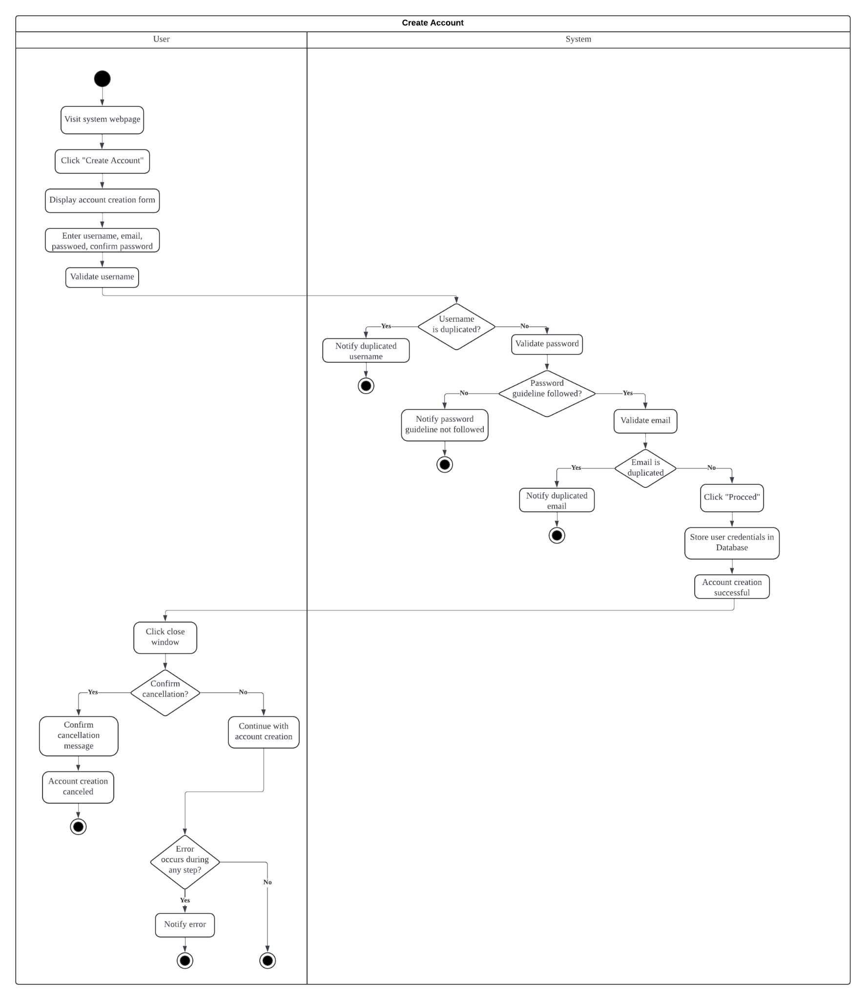 Create Account
User
System
Visit system webpage
Click "Create Account"
Display account creation form
Enter username, email,
passwoed, confirm password
Validate username
Username
is duplicated?
Yes
No
Notify duplicated
username
Validate password
Password
guideline followed?
No
Yes
Notify password
guideline not followed
Validate email
Email is
duplicated
Yes
No
Notify duplicated
email
Click "Procced"
Store user credentials in
Database
Account creation
successful
Click close
window
Confirm
cancellation?
Yes
No
Confirm
cancellation
message
Continue with
account creation
Account creation
canceled
Error
occurs during
any step?
No
Yes
Notify error